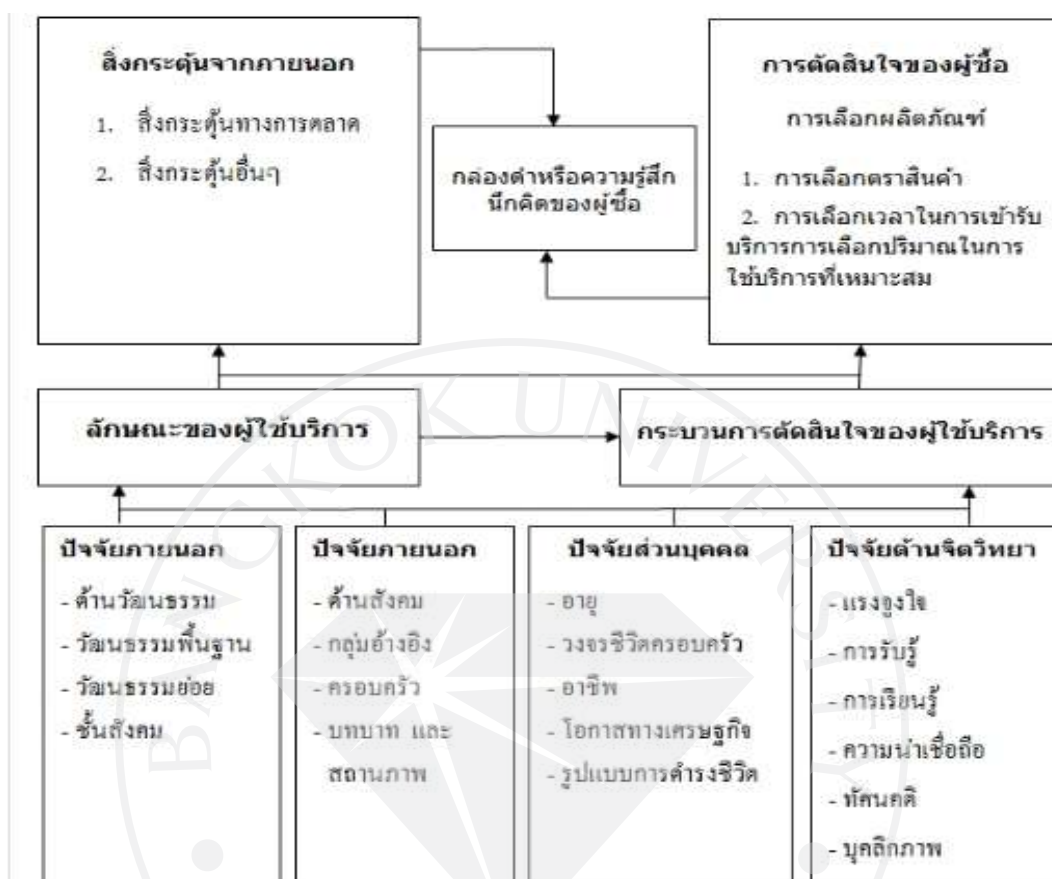 สิ่งกระตุ้นจากภายนอก
1. สิ่งกระตุ้นทางการตลาด
2. สิ่งกระตุ้นอื่นๆ
กล่องดำหรือความรู้สึก
นึกคิดของผู้ซื้อ
การตัดสินใจของผู้ซื้อ
การเลือกผลิตภัณฑ์
1. การเลือกตราสินค้า
2. การเลือกเวลาในการเข้ารับ
บริการการเลือกปริมาณในการ
ใช้บริการที่เหมาะสม
ลักษณะของผู้ใช้บริการ
กระบวนการตัดสินใจของผู้ใช้บริการ
ปัจจัยภายนอก
- ด้านวัฒนธรรม
- วัฒนธรรมพื้นฐาน
- วัฒนธรรมย่อย
- ชั้นสังคม
ปัจจัยภายนอก
- ด้านสังคม
- กลุ่มอ้างอิง
- ครอบครัว
- บทบาท และ
สถานภาพ
ปัจจัยส่วนบุคคล
- อายุ
- วงจรชีวิตครอบครัว
- อาชีพ
- โอกาสทางเศรษฐกิจ
- รูปแบบการดำรงชีวิต
ปัจจัยด้านจิตวิทยา
- แรงจูงใจ
- การรับรู้
- การเรียนรู้
- ความน่าเชื่อถือ
- ทัศนคติ
- บุคลิกภาพ
BANGKOK UNIVERSITY